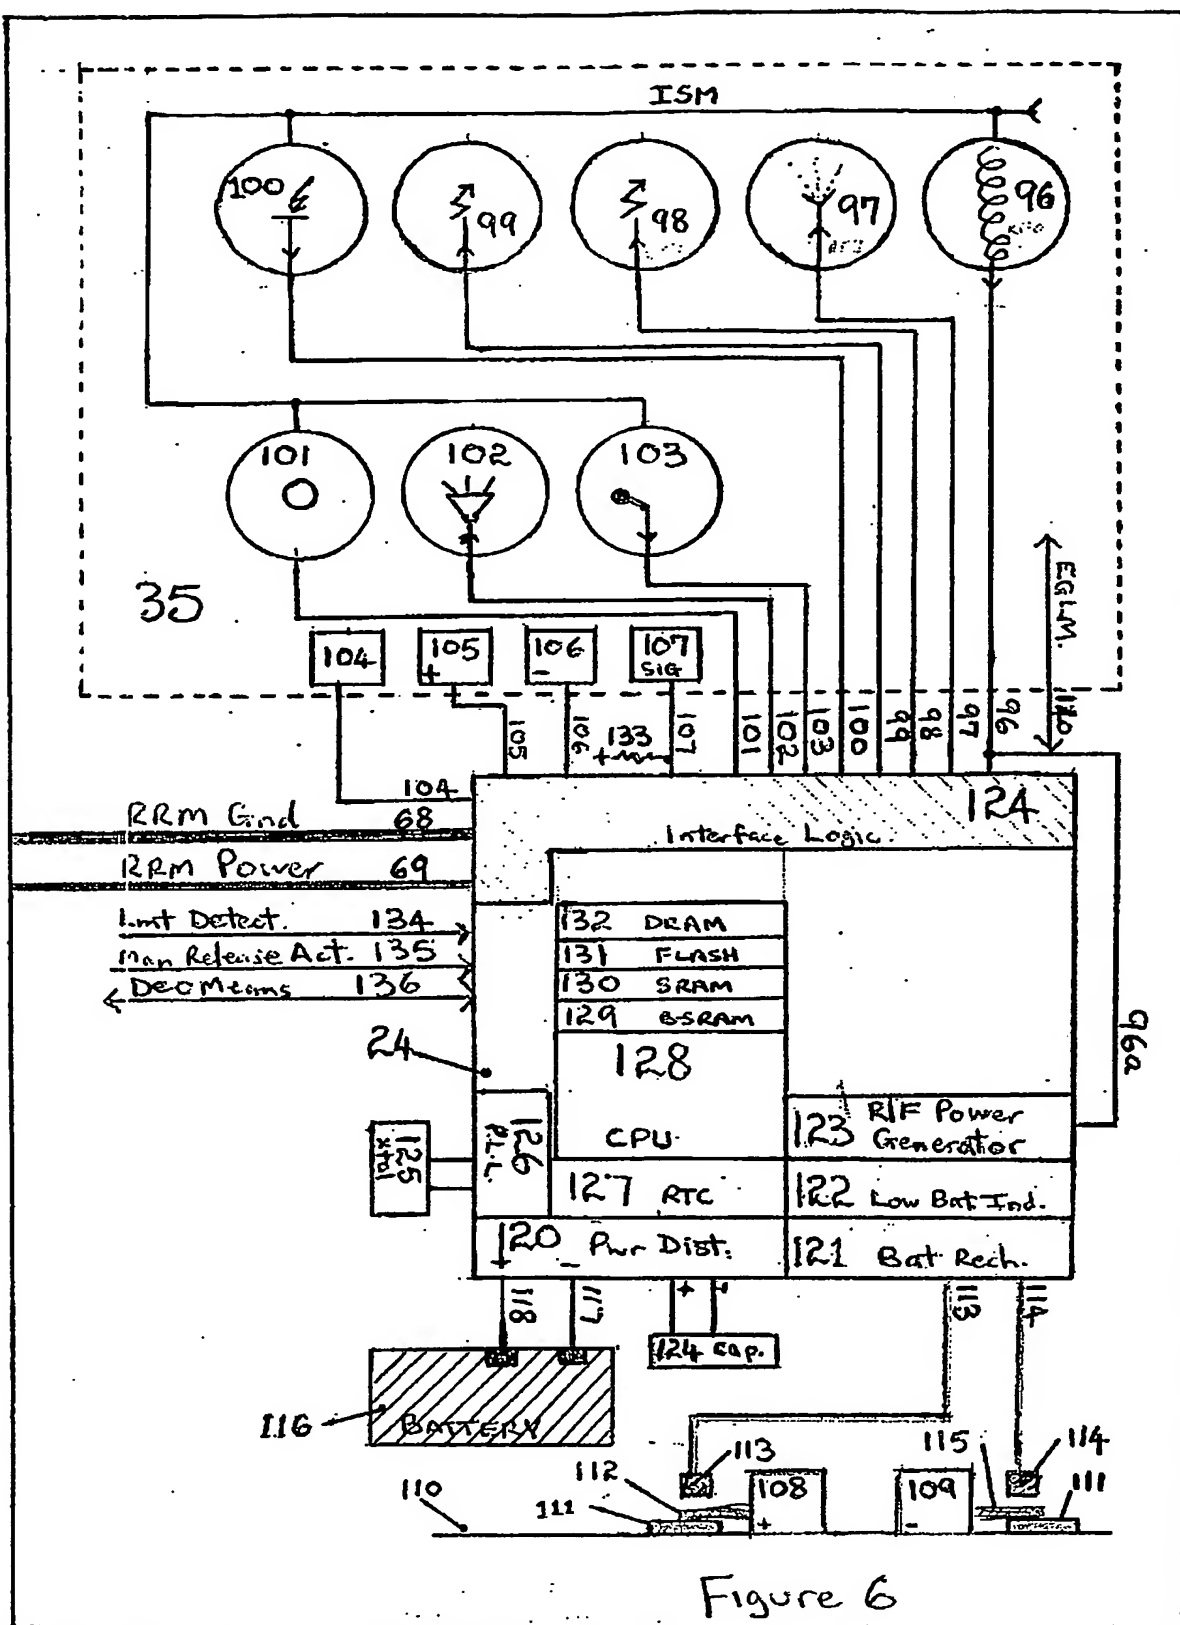 ISM
100
99
98
97
96
101
102
103
35
104
105
+
106
-
107
SIG
EGLM.
105
106
+ 133
107
101
102
103
100
99
98
97
96
104
124
Interface Logic
RRM Gnd 68
RRM Power 69
Lmt Detect. 134
Man Release Act. 135
Dec Means 136
132 DRAM
131 FLASH
130 SRAM
129 B-SRAM
24
128
CPU
96a
123 R/F Power Generator
125 xtal
126 P.L.L.
127 RTC
122 Low Bat Ind.
+ - 120 Pwr Dist.
121 Bat Rech.
118
117
+ -
113
114
124 Cap.
116
BATTERY
113
115
114
112
110
111
108
+
109
-
111
Figure 6